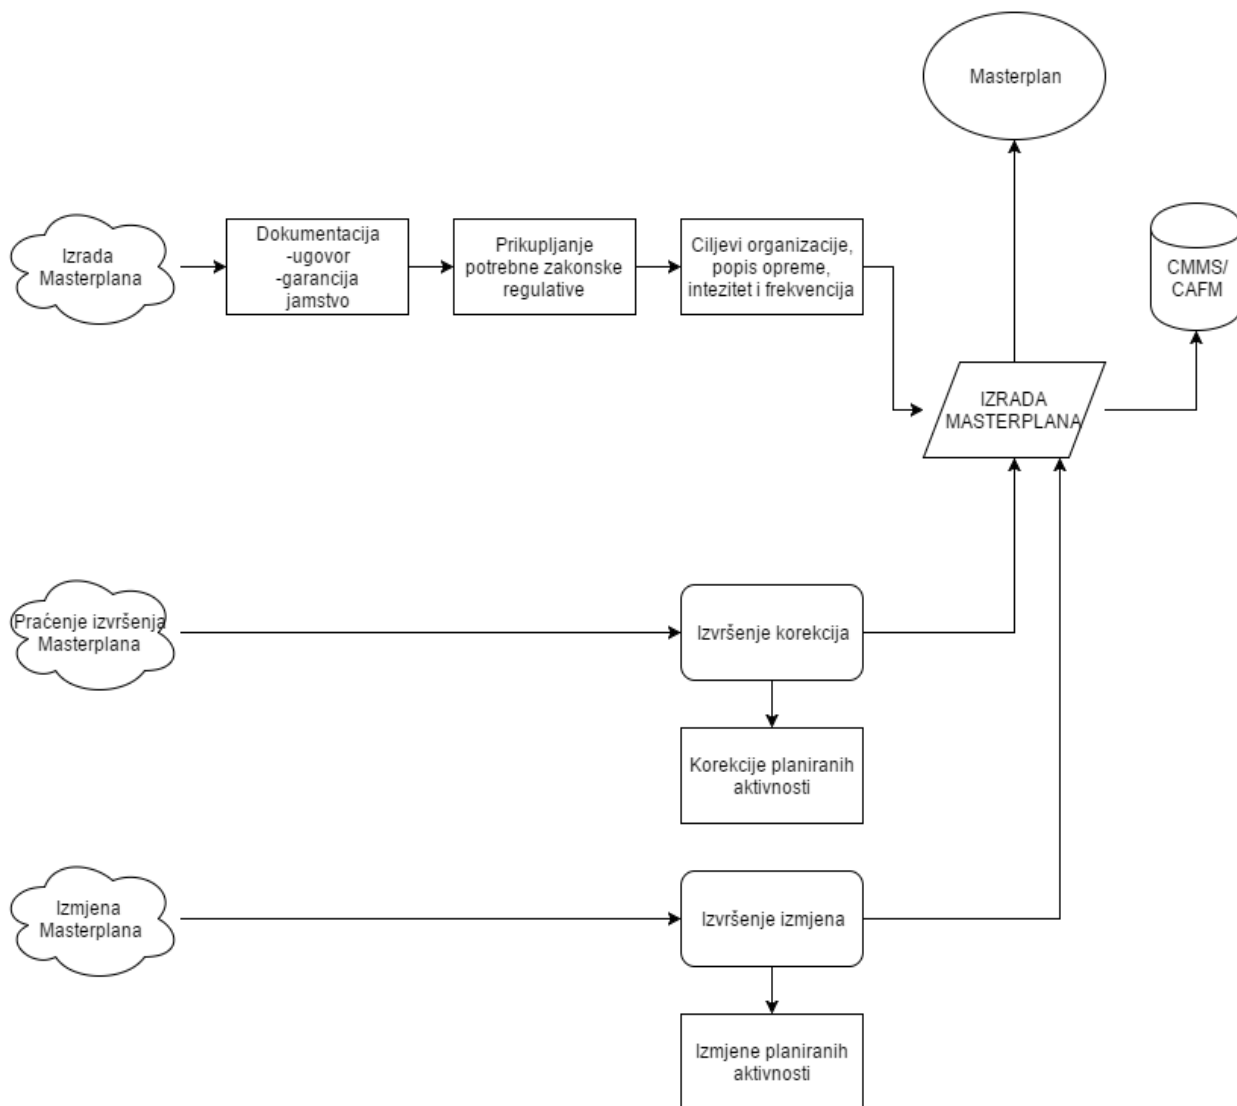 Masterplan
Izrada
Masterplana
Dokumentacija
-ugovor
-garancija
jamstvo
Prikupljanje
potrebne zakonske
regulative
Ciljevi organizacije,
popis opreme,
intezitet i frekvencija
CMMS/
CAFM
IZRADA
MASTERPLANA
Praćenje izvršenja
Masterplana
Izvršenje korekcija
Korekcije planiranih
aktivnosti
Izmjena
Masterplana
Izvršenje izmjena
Izmjene planiranih
aktivnosti